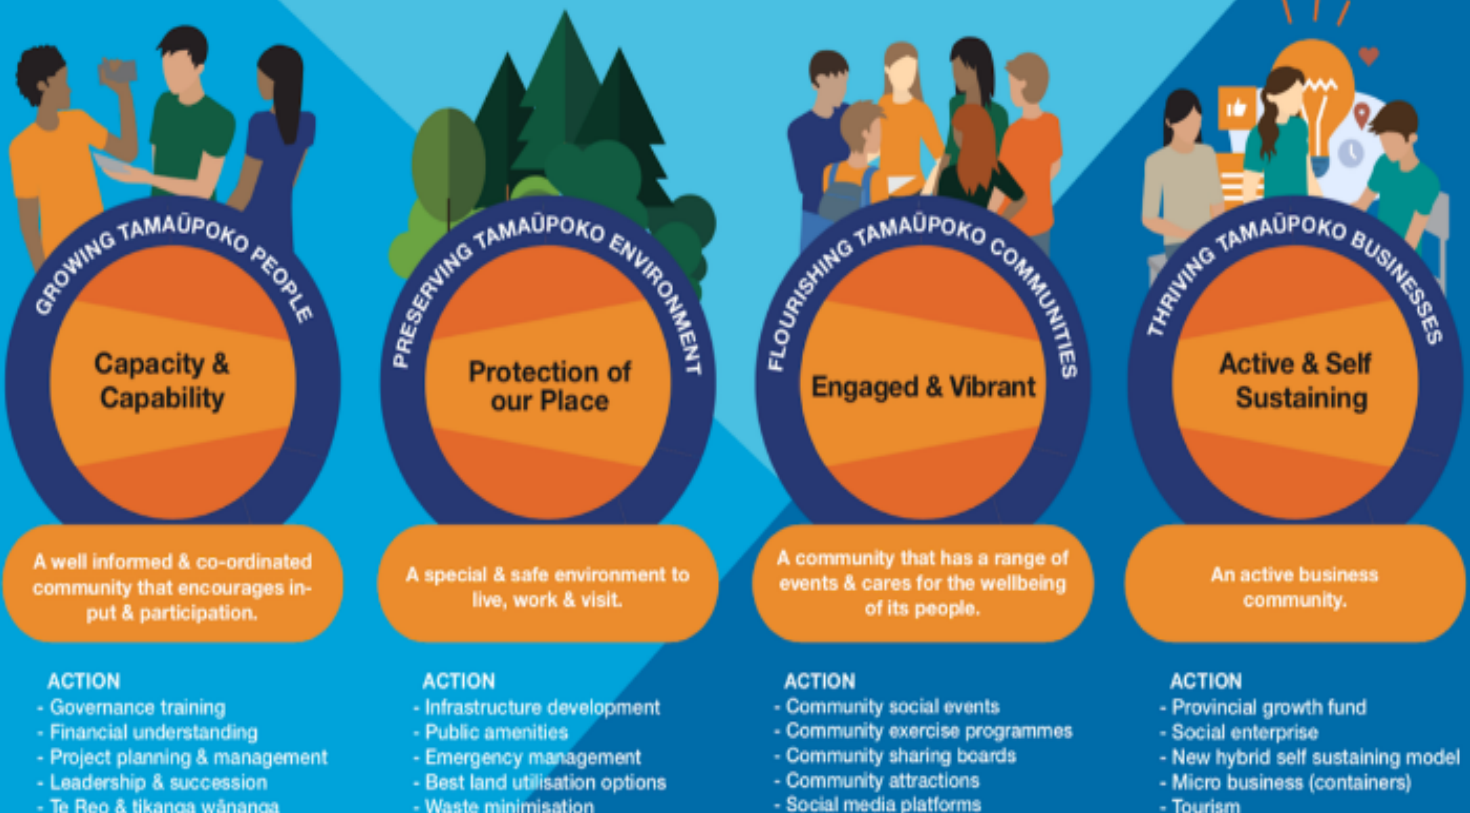 GROWING TAMAŪPOKO PEOPLE
Capacity &
Capability
A well informed & co-ordinated
community that encourages in-
put & participation.
ACTION
- Governance training
- Financial understanding
- Project planning & management
- Leadership & succession
- Te Reo & tikanga wānanga
PRESERVING TAMAŪPOKO ENVIRONMENT
Protection of
our Place
A special & safe environment to
live, work & visit.
ACTION
- Infrastructure development
- Public amenities
- Emergency management
- Best land utilisation options
- Waste minimisation
FLOURISHING TAMAŪPOKO COMMUNITIES
Engaged & Vibrant
A community that has a range of
events & cares for the wellbeing
of its people.
ACTION
- Community social events
- Community exercise programmes
- Community sharing boards
- Community attractions
- Social media platforms
THRIVING TAMAŪPOKO BUSINESSES
Active & Self
Sustaining
An active business
community.
ACTION
- Provincial growth fund
- Social enterprise
- New hybrid self sustaining model
- Micro business (containers)
- Tourism